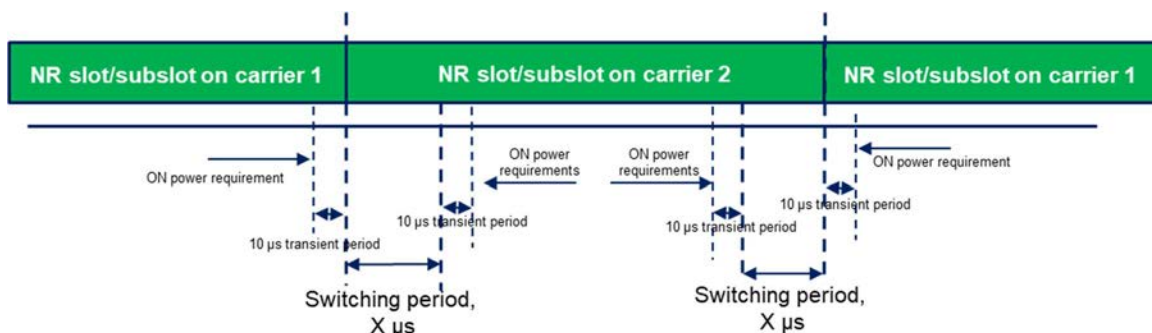 NR slot/subslot on carrier 1
NR slot/subslot on carrier 2
NR slot/subslot on carrier 1
ON power requirement
ON power
requirements
ON power
requirements
ON power requirement
10 µs transient period
10 µs transient period
10 µs transient period
10 µs transient period
Switching period,
X µs
Switching period,
X µs